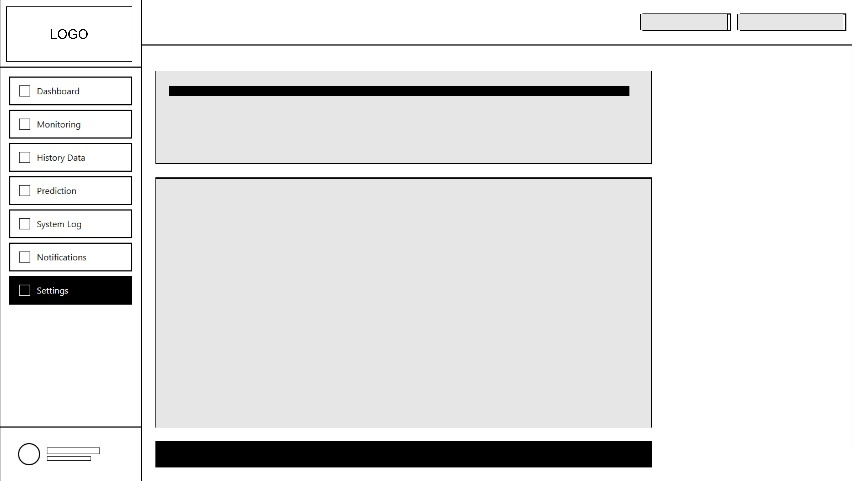 LOGO
Dashboard
Monitoring
History Data
Prediction
System Log
Notifications
Settings